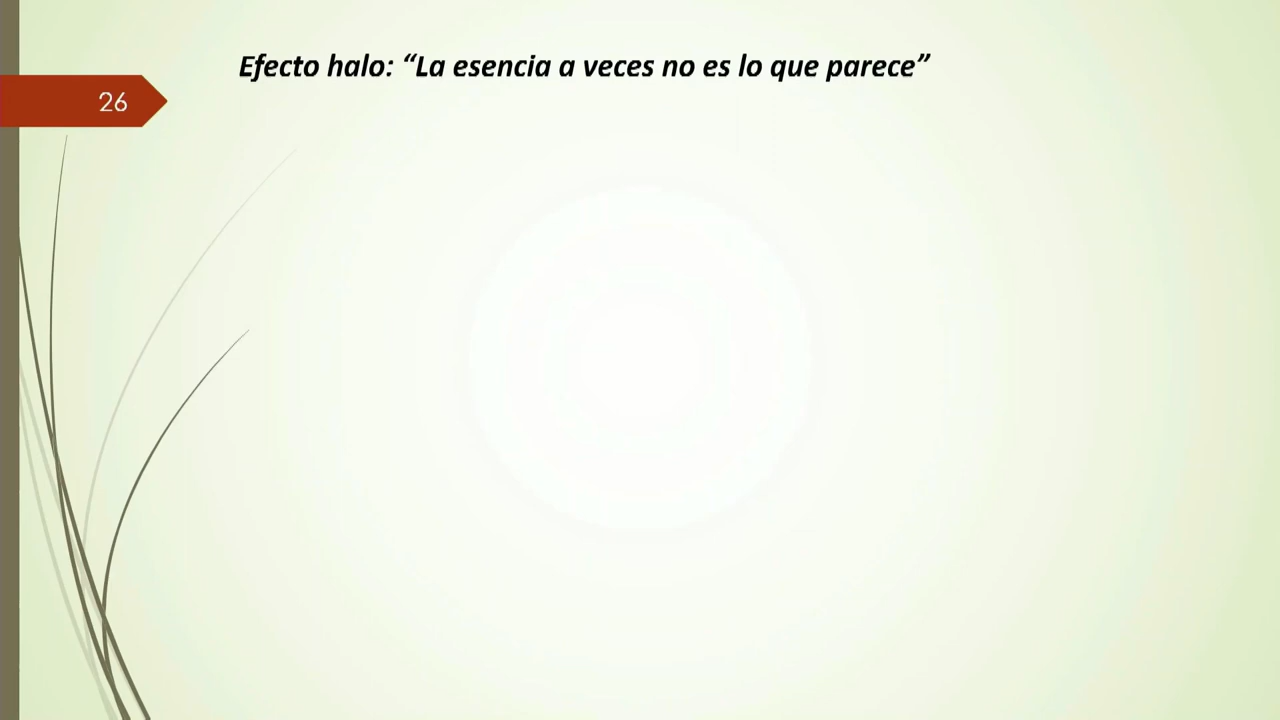 Efecto halo: “La esencia a veces no es lo que parece”
26